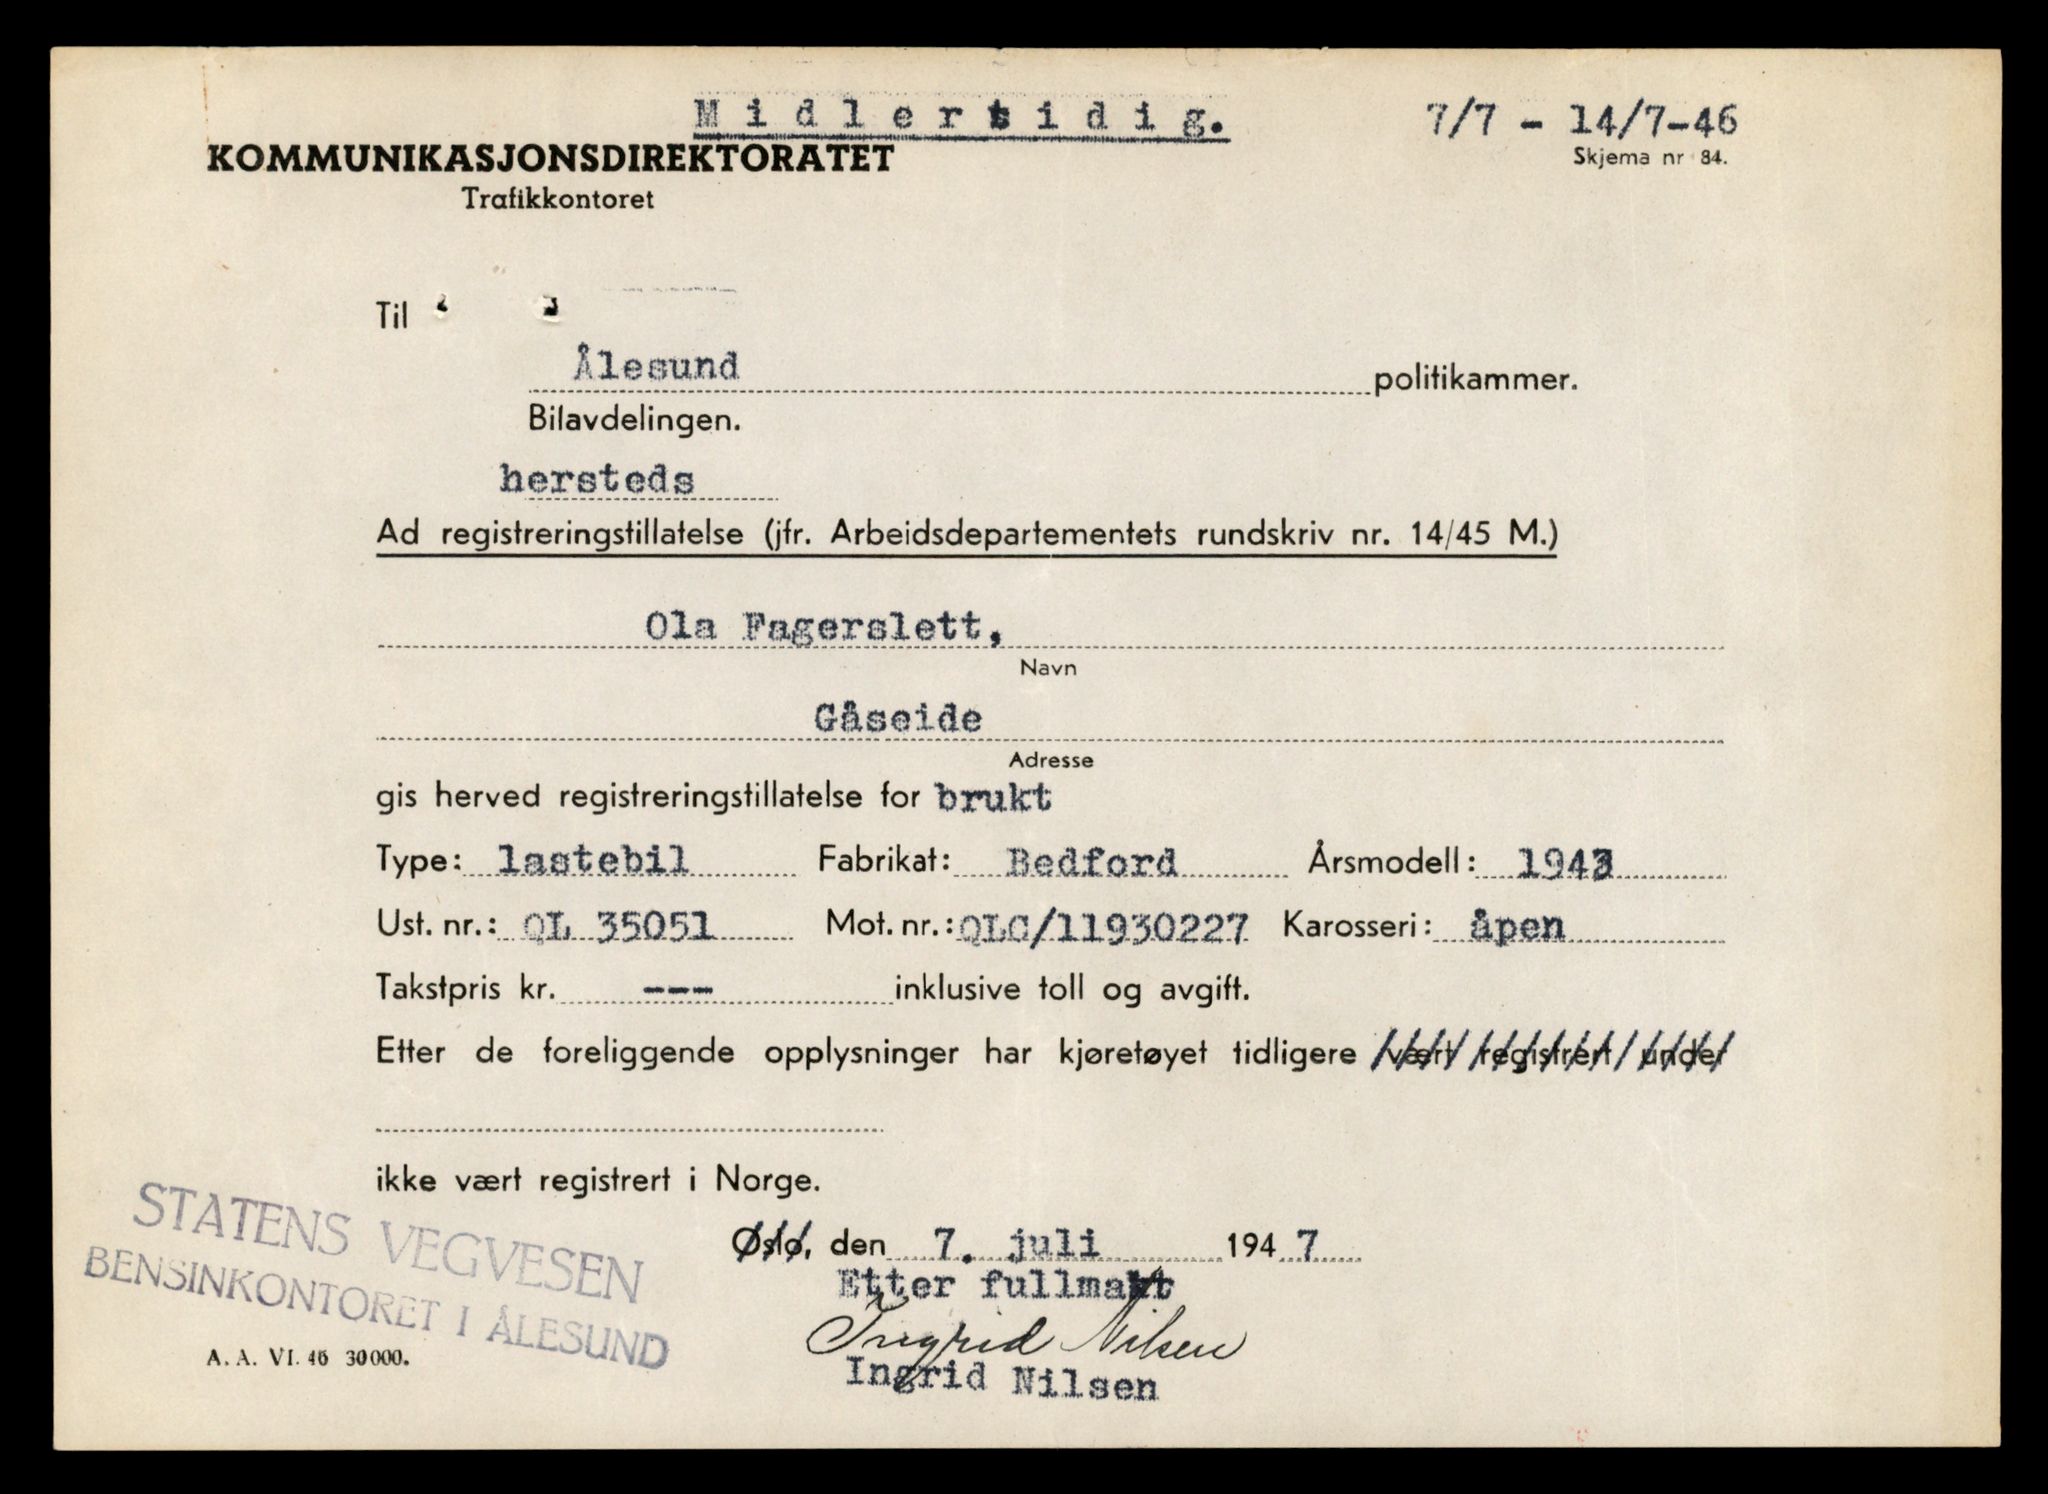 Midlertidig.
7/7 - 14/7-46
KOMMUNIKASJONSDIREKTORATET
Skjema nr 84.
Trafikkontoret
Til
Ålesund politikammer.
Bilavdelingen.
hersteds
Ad registreringstillatelse (jfr. Arbeidsdepartementets rundskriv nr. 14/45 M.)
Ola Fagerslett,
Navn
Gåseide
Adresse
gis herved registreringstillatelse for brukt
Type: lastebil Fabrikat: Bedford Årsmodell: 1943
Ust. nr.: QL 35051 Mot. nr.: QLC/11930227 Karosseri: åpen
Takstpris kr. --- inklusive toll og avgift.
Etter de foreliggende opplysninger har kjøretøyet tidligere vært registrert under
ikke vært registrert i Norge.
Oslo, den 7. juli 1947
Etter fullmakt
Ingrid Nilsen
Ingrid Nilsen
STATENS VEGVESEN
BENSINKONTORET I ÅLESUND
A. A. VI. 46 30000.